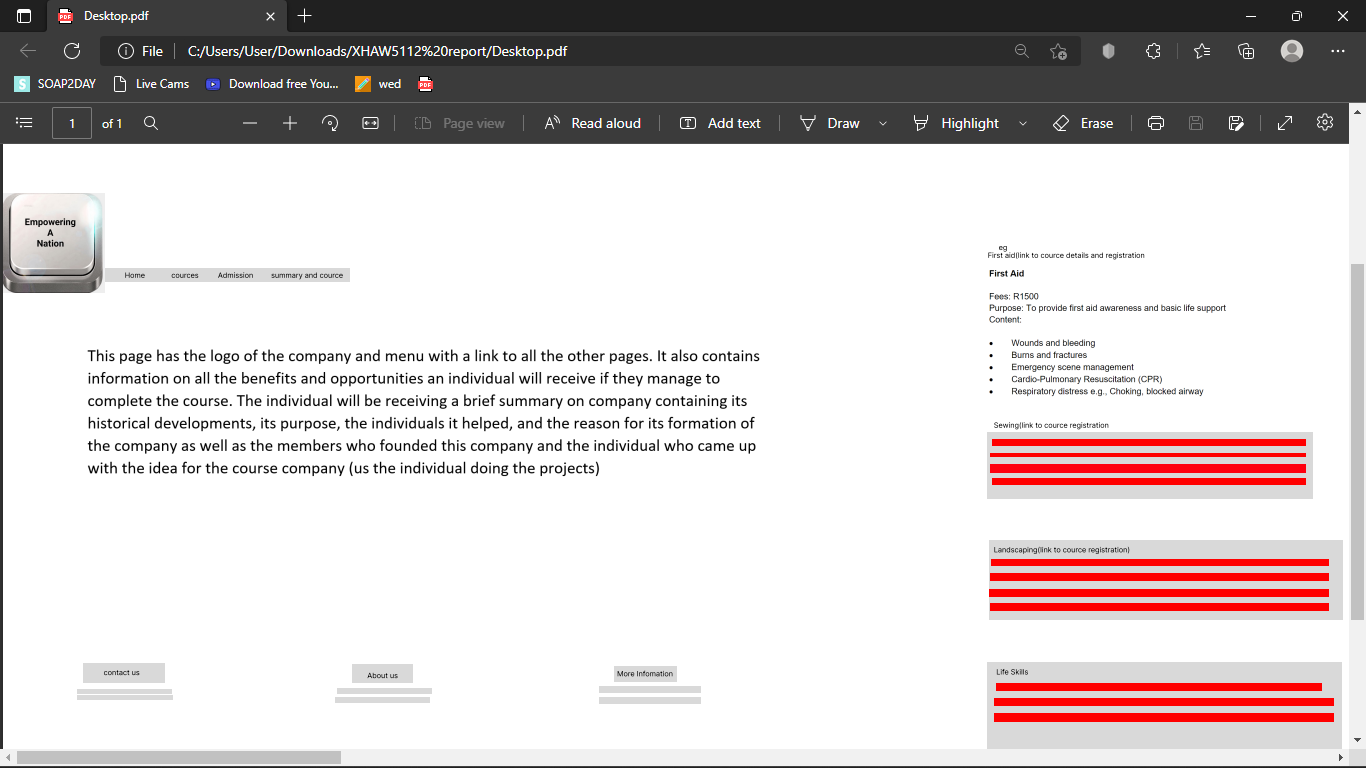 Desktop.pdf
File
C:/Users/User/Downloads/XHAW5112%20report/Desktop.pdf
SOAP2DAY
Live Cams
Download free You...
wed
1 of 1
Page view
Read aloud
Add text
Draw
Highlight
Erase
Empowering
A
Nation
Home cources Admission summary and cource
This page has the logo of the company and menu with a link to all the other pages. It also contains
information on all the benefits and opportunities an individual will receive if they manage to
complete the course. The individual will be receiving a brief summary on company containing its
historical developments, its purpose, the individuals it helped, and the reason for its formation of
the company as well as the members who founded this company and the individual who came up
with the idea for the course company (us the individual doing the projects)
contact us
About us
More Infomation
eg
First aid(link to cource details and registration
First Aid
Fees: R1500
Purpose: To provide first aid awareness and basic life support
Content:
• Wounds and bleeding
• Burns and fractures
• Emergency scene management
• Cardio-Pulmonary Resuscitation (CPR)
• Respiratory distress e.g., Choking, blocked airway
Sewing(link to cource registration
Landscaping(link to cource registration)
Life Skills